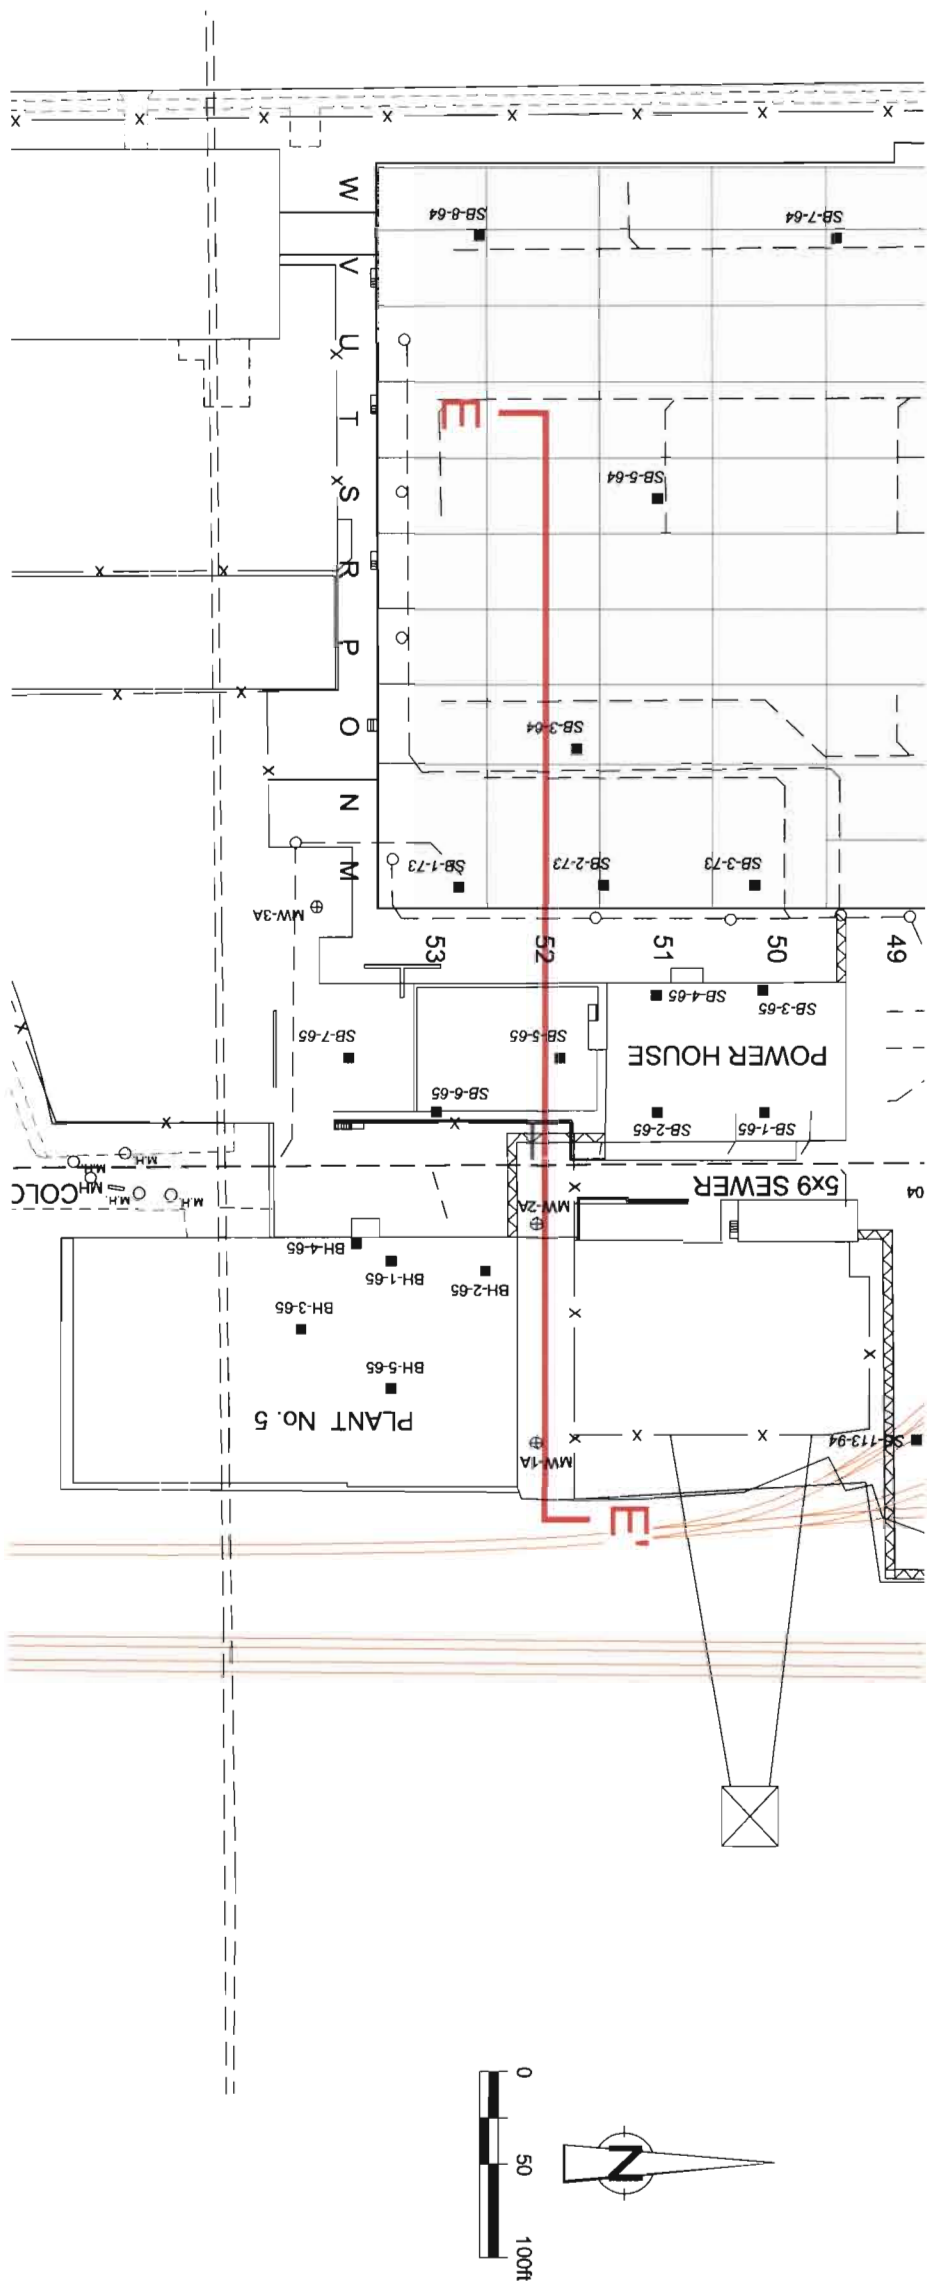 W
V
U
T
S
R
P
O
N
M
SB-8-64
SB-7-64
E
SB-5-64
SB-3-64
SB-1-73
SB-2-73
SB-3-73
MW-3A
53
52
51
50
49
SB-4-65
SB-3-65
SB-7-65
SB-5-65
POWER HOUSE
SB-6-65
SB-2-65
SB-1-65
M.H.
M.H.
MH
M.H.
M.H.
COLO
5x9 SEWER
04
MW-2A
BH-4-65
BH-1-65
BH-2-65
BH-3-65
BH-5-65
PLANT No. 5
MW-1A
SB-113-94
E'
0
50
100ft
N